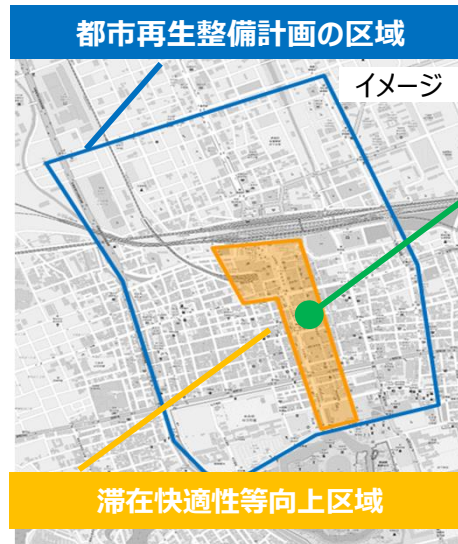 都市再生整備計画の区域
イメージ
滞在快適性等向上区域